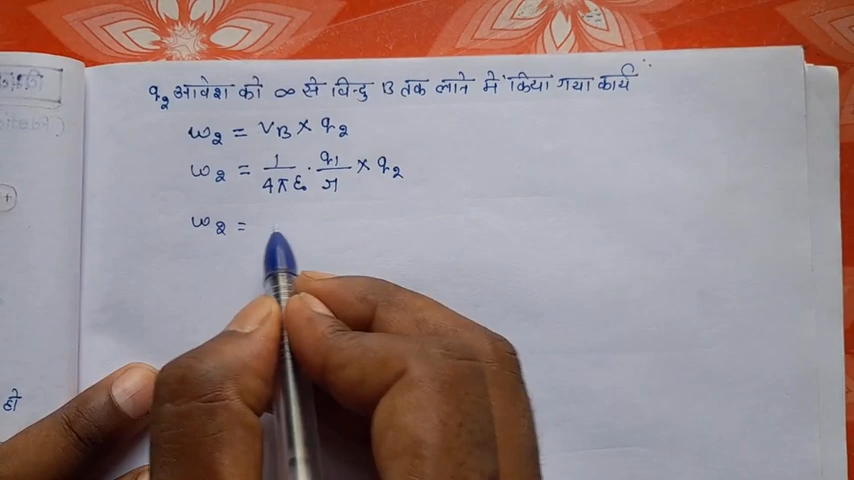 q₂ आवेश को ∞ से बिन्दु B तक लाने में किया गया कार्य
W₂ = V_B × q₂
W₂ = 1/4πε₀ · q₁/r × q₂
W₂ =
हो